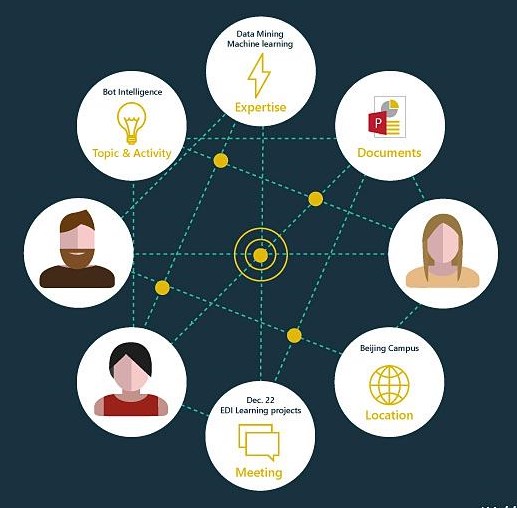 Data Mining
Machine learning
Expertise
Bot Intelligence
Topic & Activity
P
Documents
Beijing Campus
Location
Dec. 22
EDI Learning projects
Meeting